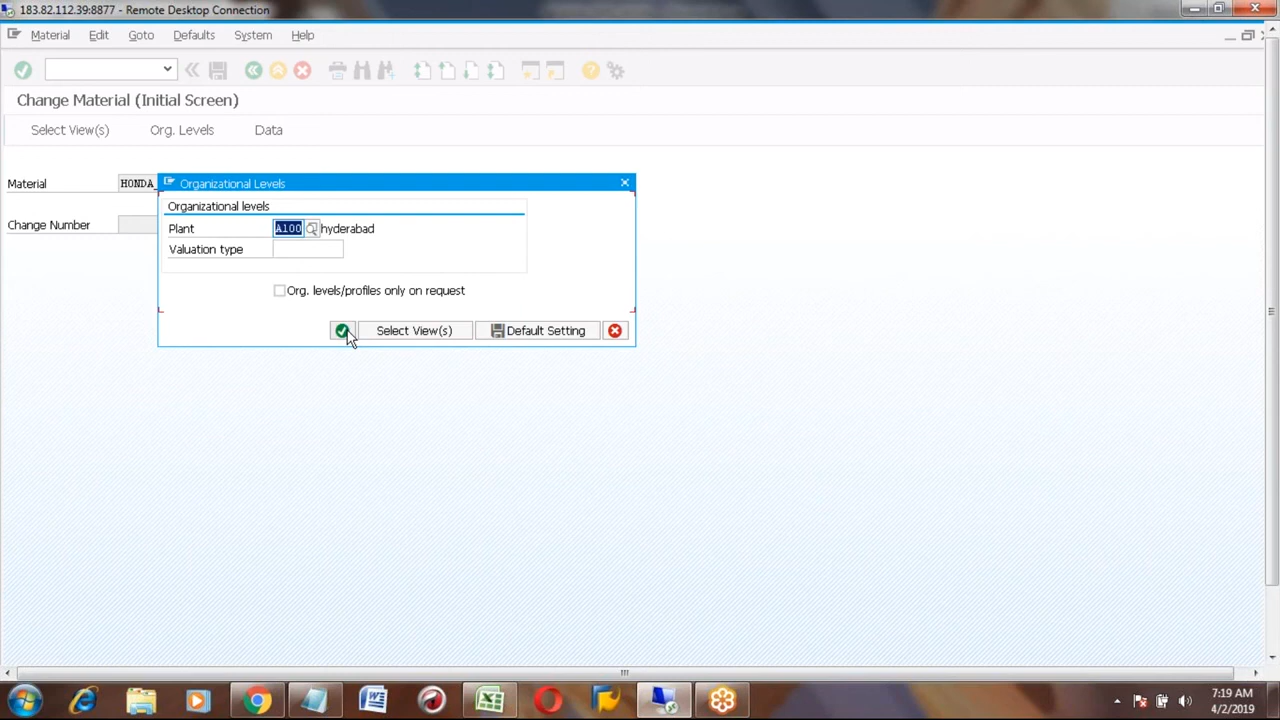 183.82.112.39:8877 - Remote Desktop Connection
Material Edit Goto Defaults System Help
Change Material (Initial Screen)
Select View(s) Org. Levels Data
Material HONDA_
Organizational Levels
Organizational levels
Change Number
Plant A100 hyderabad
Valuation type
Org. levels/profiles only on request
Select View(s) Default Setting
7:19 AM
4/2/2019